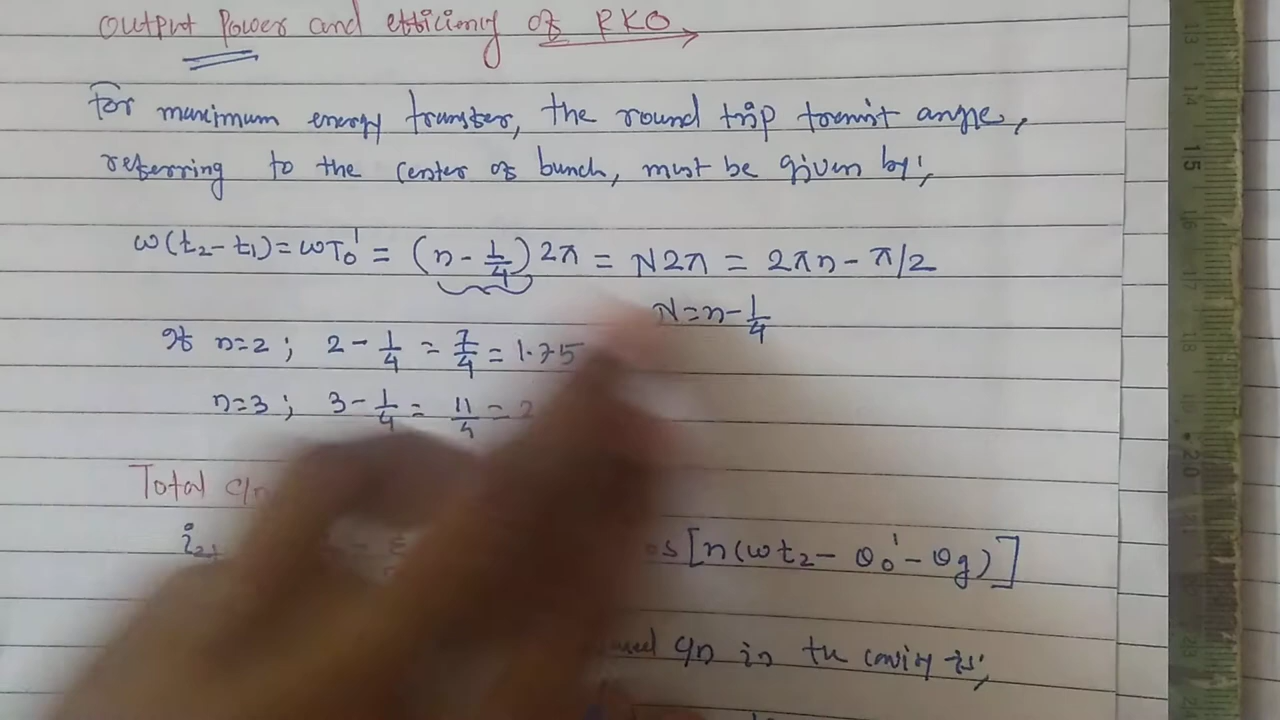 Output Power and efficiency of RKO
For maximum energy transfer, the round trip transit angle,
referring to the center of bunch, must be given by;
ω(t₂-t₁)=ωT₀' = (n-1/4)2π = N2π = 2πn-π/2
N=n-1/4
If n=2; 2-1/4 = 7/4 = 1.75
n=3; 3-1/4 = 11/4 = 2
Total
[n(ωt₂-θ₀'-θg)]
in the cavity is;